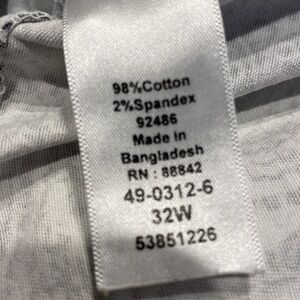 98%Cotton
2%Spandex
92486
Made in
Bangladesh
RN : 88842
49-0312-6
32W
53851226